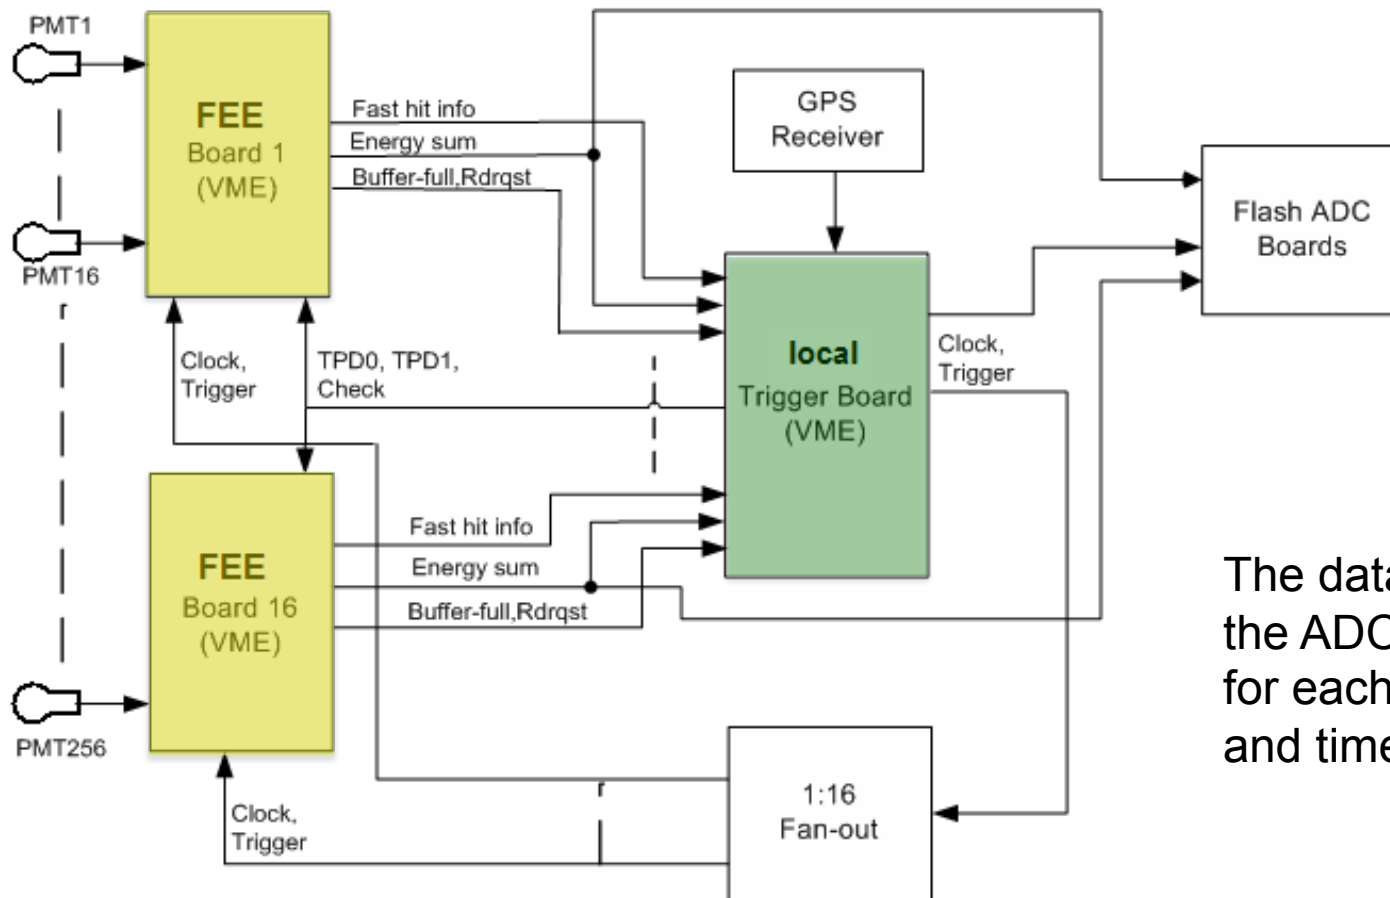 PMT1
FEE
Board 1
(VME)
Fast hit info
Energy sum
Buffer-full,Rdrqst
GPS
Receiver
Flash ADC
Boards
PMT16
Clock,
Trigger
TPD0, TPD1,
Check
local
Trigger Board
(VME)
Clock,
Trigger
FEE
Board 16
(VME)
Fast hit info
Energy sum
Buffer-full,Rdrqst
PMT256
Clock,
Trigger
1:16
Fan-out
The data
the ADC
for each
and time